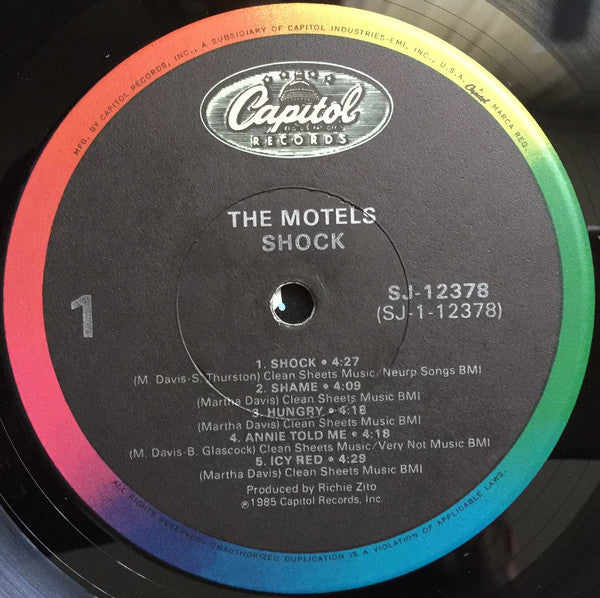 MFG. BY CAPITOL RECORDS, INC., A SUBSIDIARY OF CAPITOL INDUSTRIES-EMI, INC., U.S.A. Capitol MARCA REG.
Capitol
RECORDS
THE MOTELS
SHOCK
1
SJ-12378
(SJ-1-12378)
1. SHOCK • 4:27
(M. Davis-S. Thurston) Clean Sheets Music/Neurp Songs BMI
2. SHAME • 4:09
(Martha Davis) Clean Sheets Music BMI
3. HUNGRY • 4:18
(Martha Davis) Clean Sheets Music BMI
4. ANNIE TOLD ME • 4:18
(M. Davis-B. Glascock) Clean Sheets Music/Very Not Music BMI
5. ICY RED • 4:29
(Martha Davis) Clean Sheets Music BMI
Produced by Richie Zito
℗1985 Capitol Records, Inc.
ALL RIGHTS RESERVED. UNAUTHORIZED DUPLICATION IS A VIOLATION OF APPLICABLE LAWS.